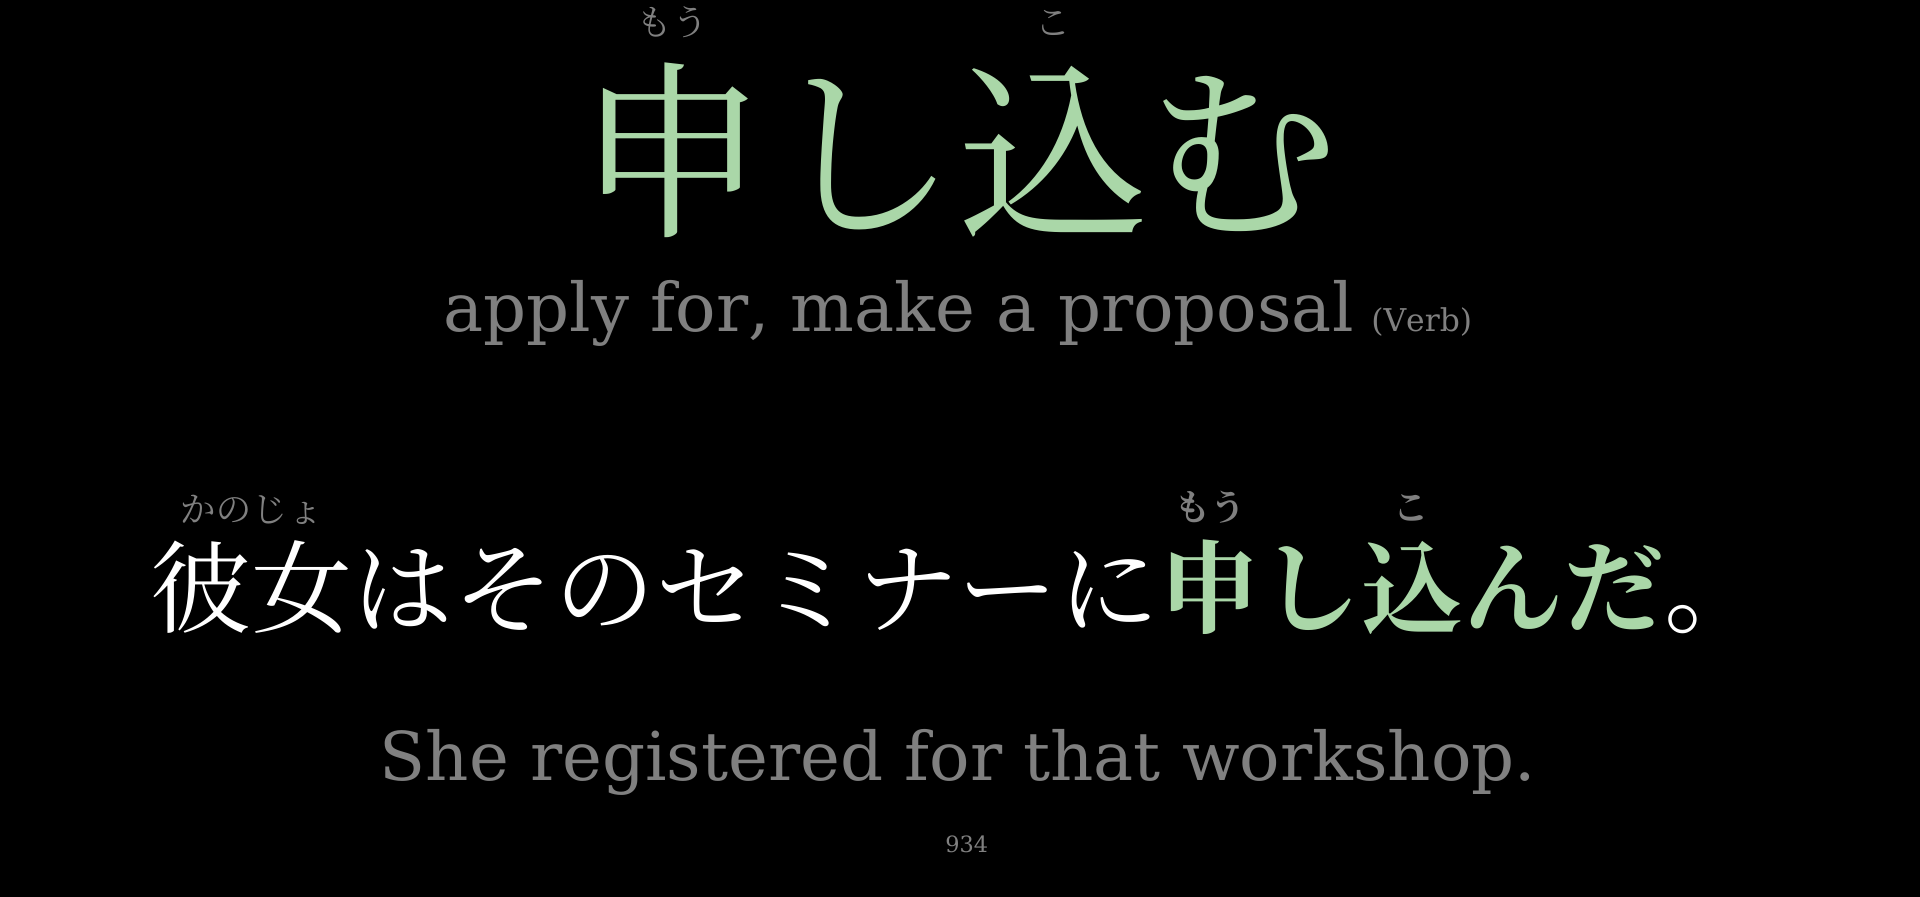 もう こ
申し込む
apply for, make a proposal (Verb)
かのじょ もう こ
彼女はそのセミナーに申し込んだ。
She registered for that workshop.
934